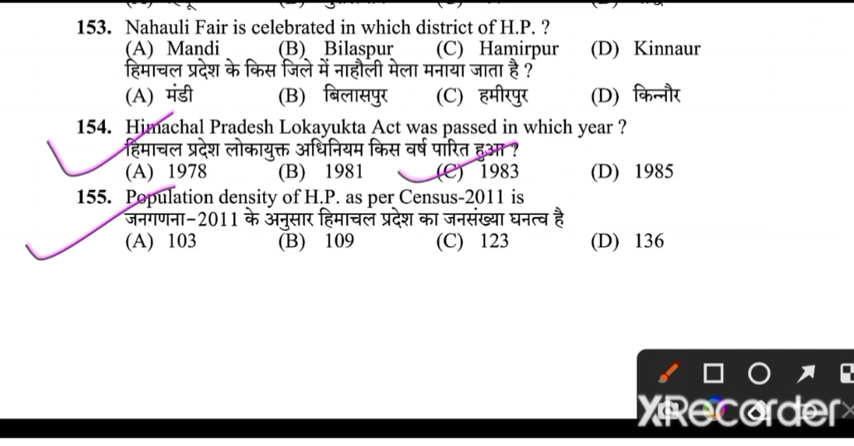 153. Nahauli Fair is celebrated in which district of H.P. ?
(A) Mandi (B) Bilaspur (C) Hamirpur (D) Kinnaur
हिमाचल प्रदेश के किस जिले में नाहौली मेला मनाया जाता है ?
(A) मंडी (B) बिलासपुर (C) हमीरपुर (D) किन्नौर
154. Himachal Pradesh Lokayukta Act was passed in which year ?
हिमाचल प्रदेश लोकायुक्त अधिनियम किस वर्ष पारित हुआ ?
(A) 1978 (B) 1981 (C) 1983 (D) 1985
155. Population density of H.P. as per Census-2011 is
जनगणना-2011 के अनुसार हिमाचल प्रदेश का जनसंख्या घनत्व है
(A) 103 (B) 109 (C) 123 (D) 136
XRecorder